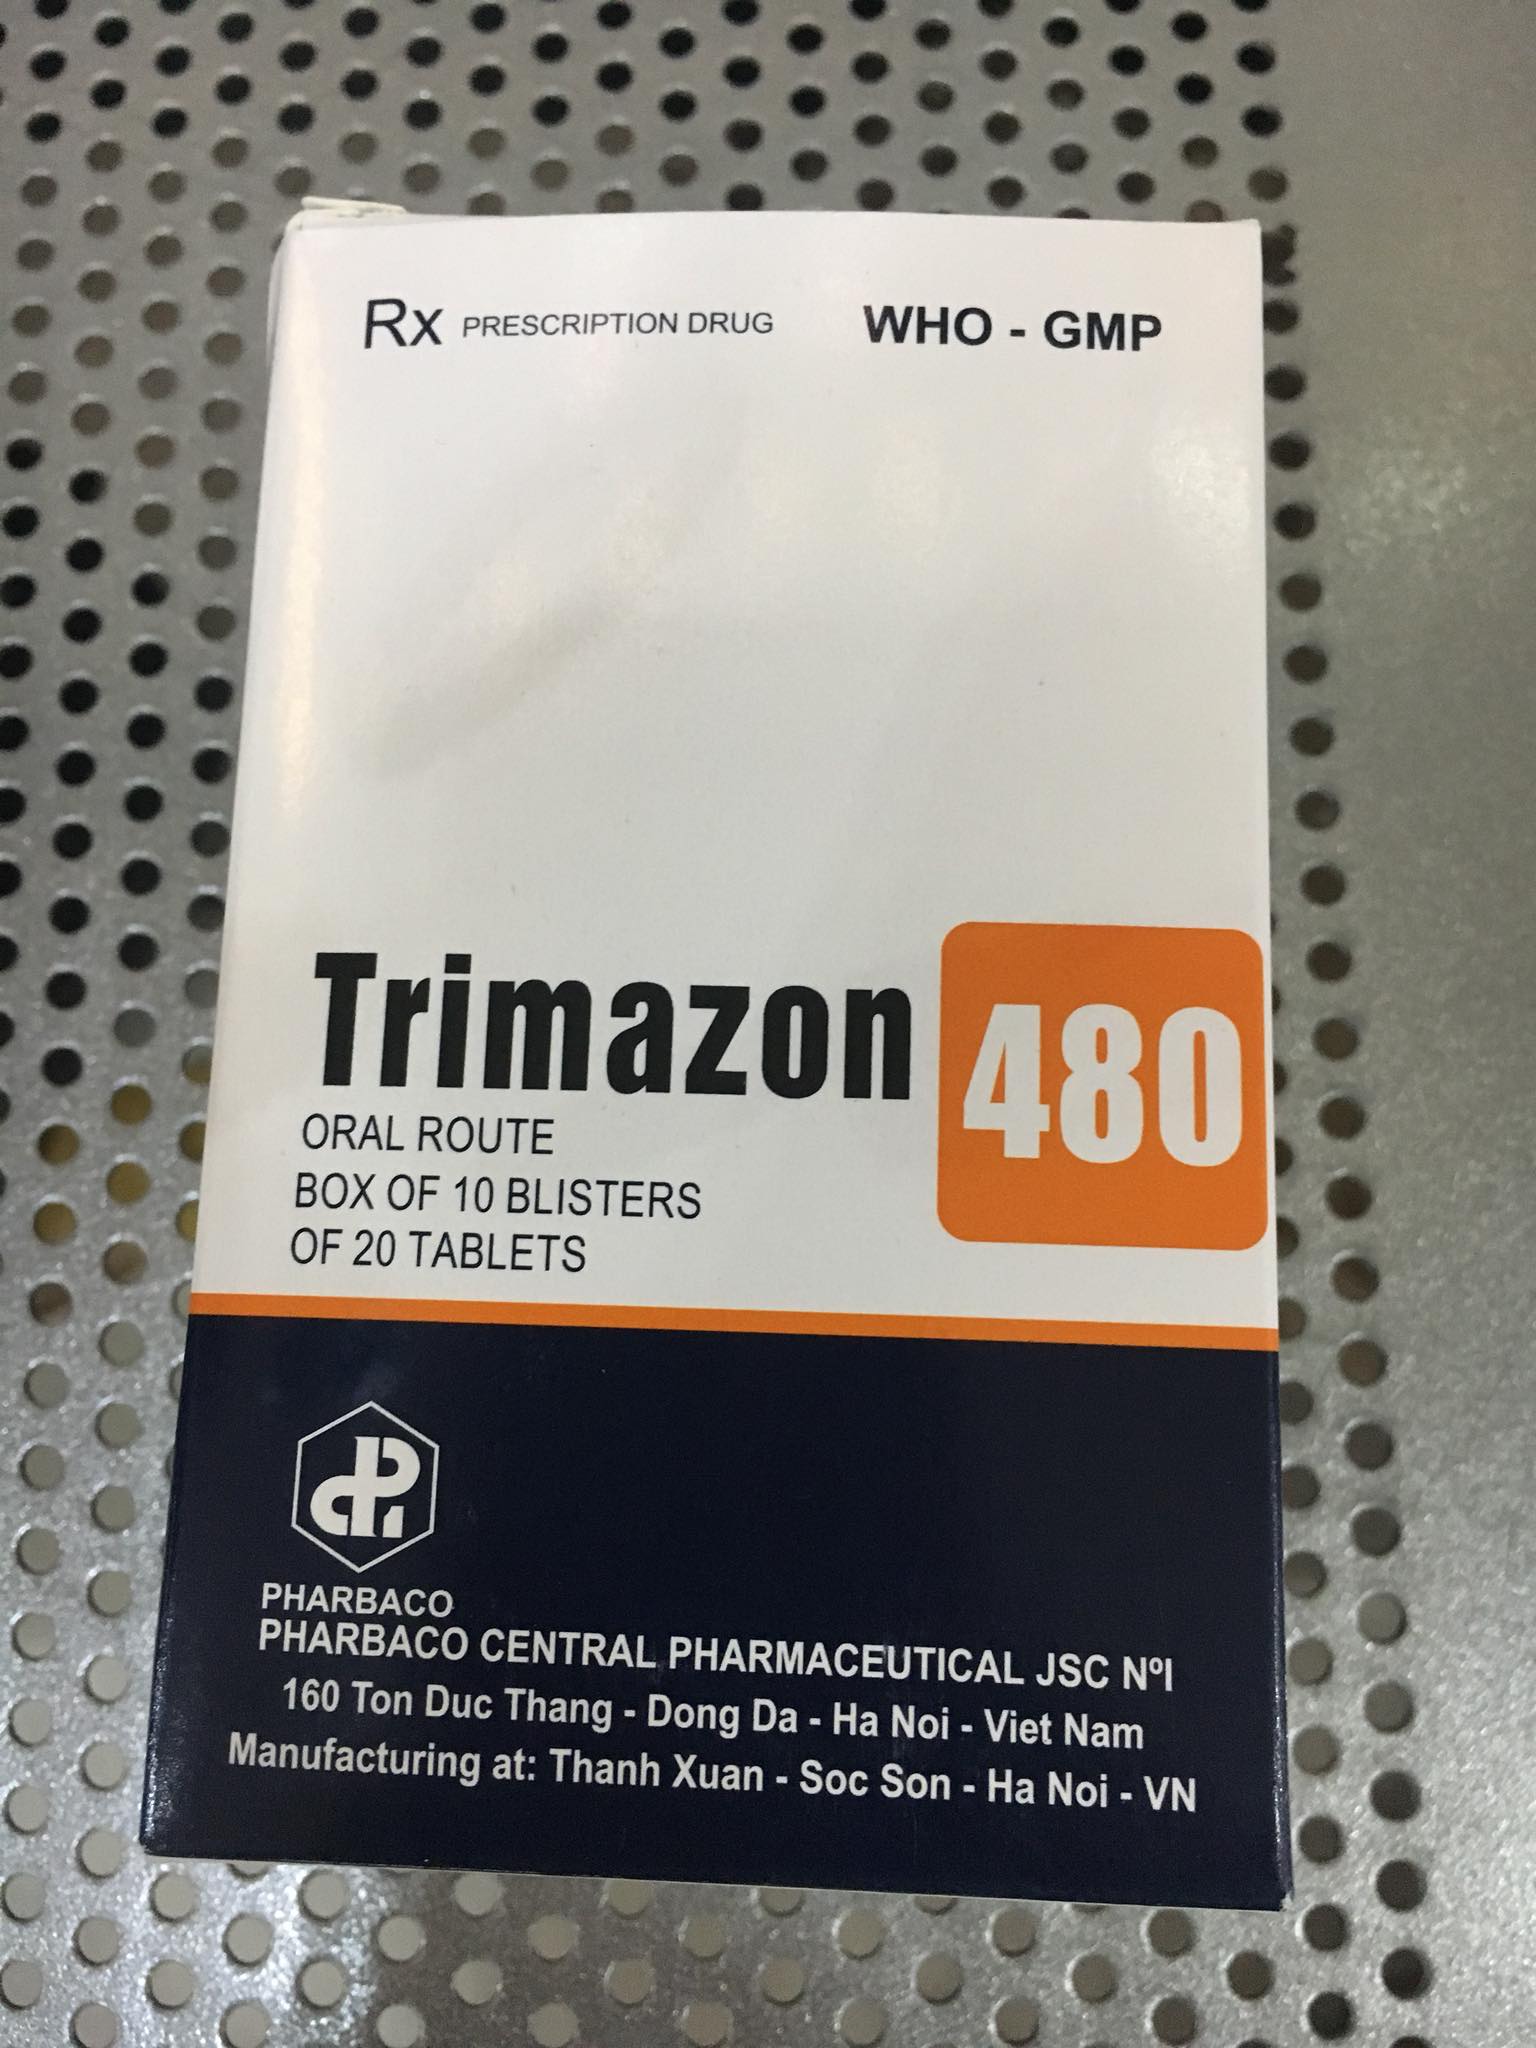 Rx PRESCRIPTION DRUG WHO - GMP
Trimazon 480
ORAL ROUTE
BOX OF 10 BLISTERS
OF 20 TABLETS
PHARBACO
PHARBACO CENTRAL PHARMACEUTICAL JSC NºI
160 Ton Duc Thang - Dong Da - Ha Noi - Viet Nam
Manufacturing at: Thanh Xuan - Soc Son - Ha Noi - VN